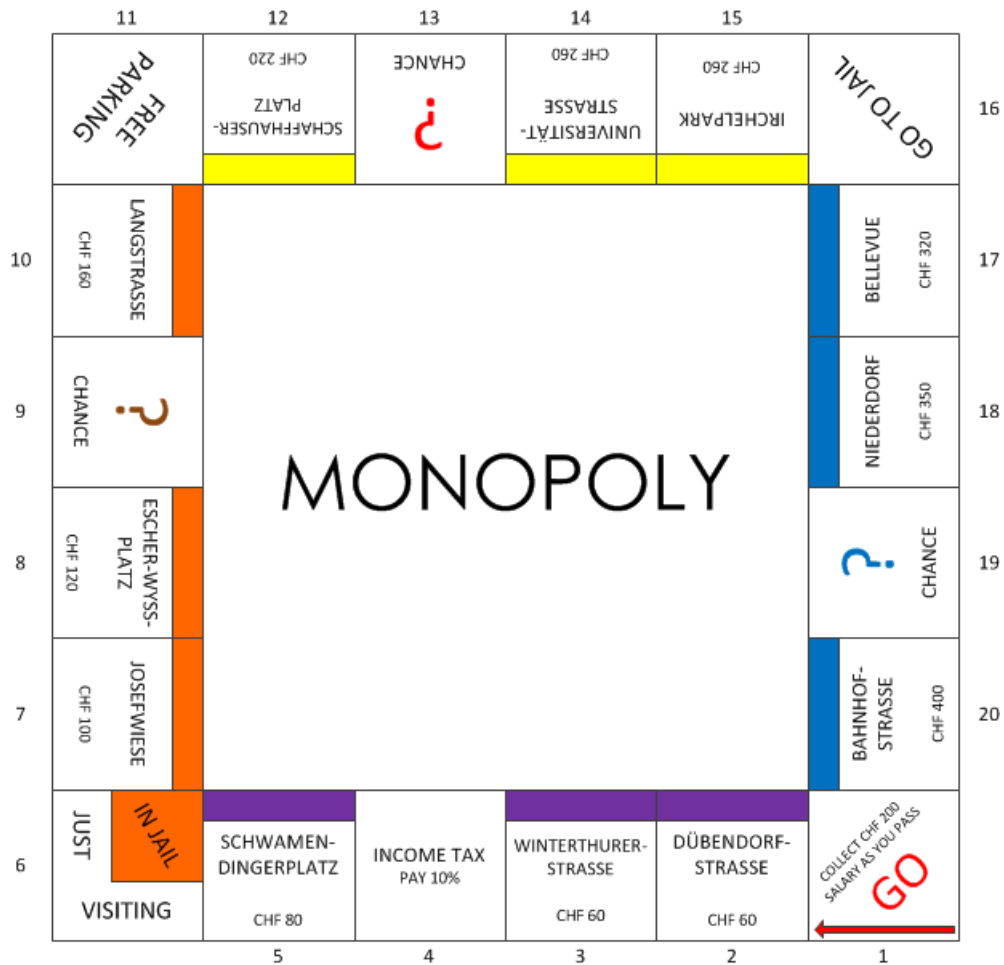 11
12
13
14
15
FREE
PARKING
CHF 220
SCHAFFHAUSER-
PLATZ
CHANCE
?
CHF 260
UNIVERSITÄT-
STRASSE
CHF 260
IRCHELPARK
GO TO JAIL
16
10
LANGSTRASSE
CHF 160
BELLEVUE
CHF 320
17
9
CHANCE
?
NIEDERDORF
CHF 350
18
MONOPOLY
8
ESCHER-WYSS-
PLATZ
CHF 120
?
CHANCE
19
7
JOSEFWIESE
CHF 100
BAHNHOF-
STRASSE
CHF 400
20
6
JUST
VISITING
IN JAIL
SCHWAMEN-
DINGERPLATZ
CHF 80
INCOME TAX
PAY 10%
WINTERTHURER-
STRASSE
CHF 60
DÜBENDORF-
STRASSE
CHF 60
COLLECT CHF 200
SALARY AS YOU PASS
GO
5
4
3
2
1